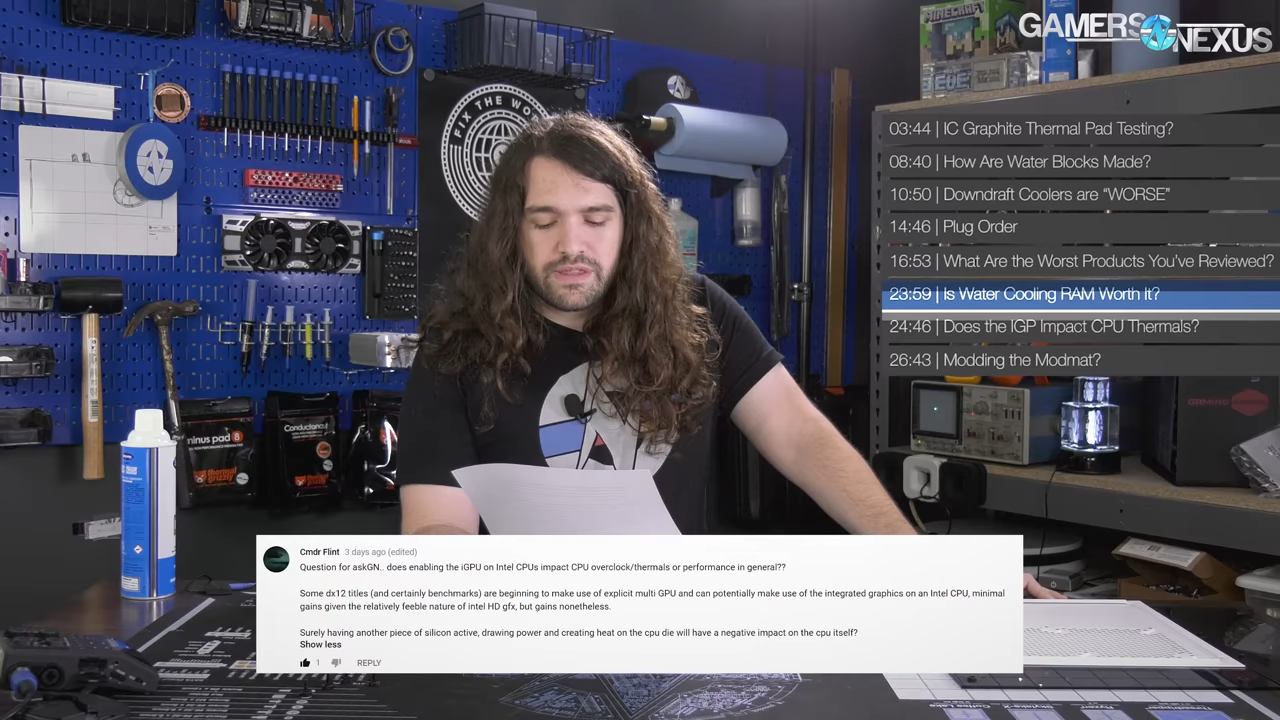 GAMERS NEXUS
FIX THE WO
MINECRAFT
03:44 | IC Graphite Thermal Pad Testing?
08:40 | How Are Water Blocks Made?
10:50 | Downdraft Coolers are “WORSE”
14:46 | Plug Order
16:53 | What Are the Worst Products You’ve Reviewed?
23:59 | Is Water Cooling RAM Worth It?
24:46 | Does the IGP Impact CPU Thermals?
26:43 | Modding the Modmat?
minus pad 8
thermal
grizzly
Conductona
Cmdr Flint 3 days ago (edited)
Question for askGN.. does enabling the iGPU on Intel CPUs impact CPU overclock/thermals or performance in general??
Some dx12 titles (and certainly benchmarks) are beginning to make use of explicit multi GPU and can potentially make use of the integrated graphics on an Intel CPU, minimal
gains given the relatively feeble nature of intel HD gfx, but gains nonetheless.
Surely having another piece of silicon active, drawing power and creating heat on the cpu die will have a negative impact on the cpu itself?
Show less
1 REPLY